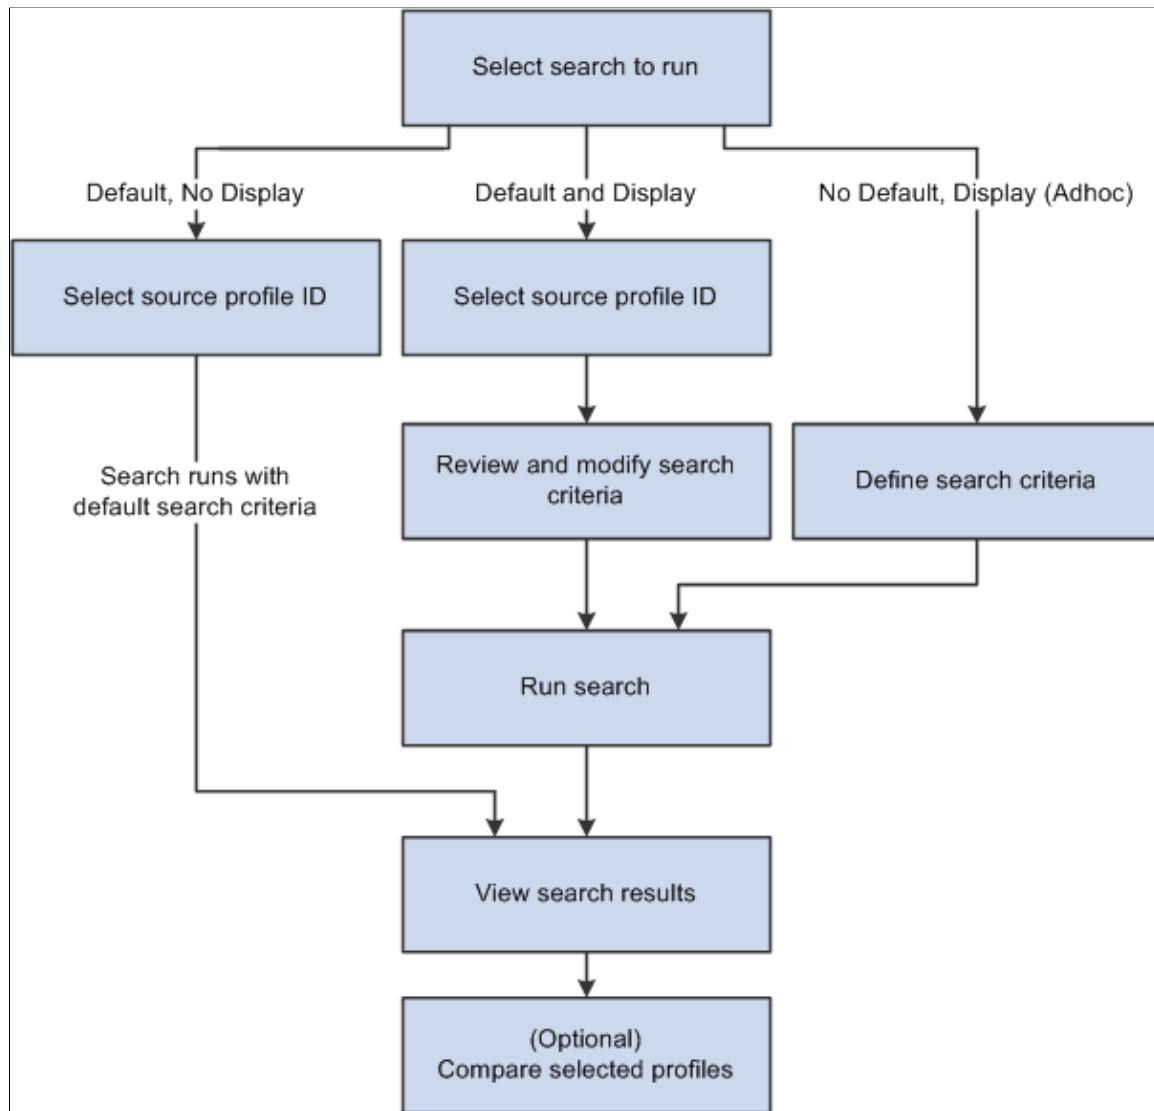 Select search to run
Default, No Display
Default and Display
No Default, Display (Adhoc)
Select source profile ID
Select source profile ID
Search runs with
default search criteria
Review and modify search
criteria
Define search criteria
Run search
View search results
(Optional)
Compare selected profiles